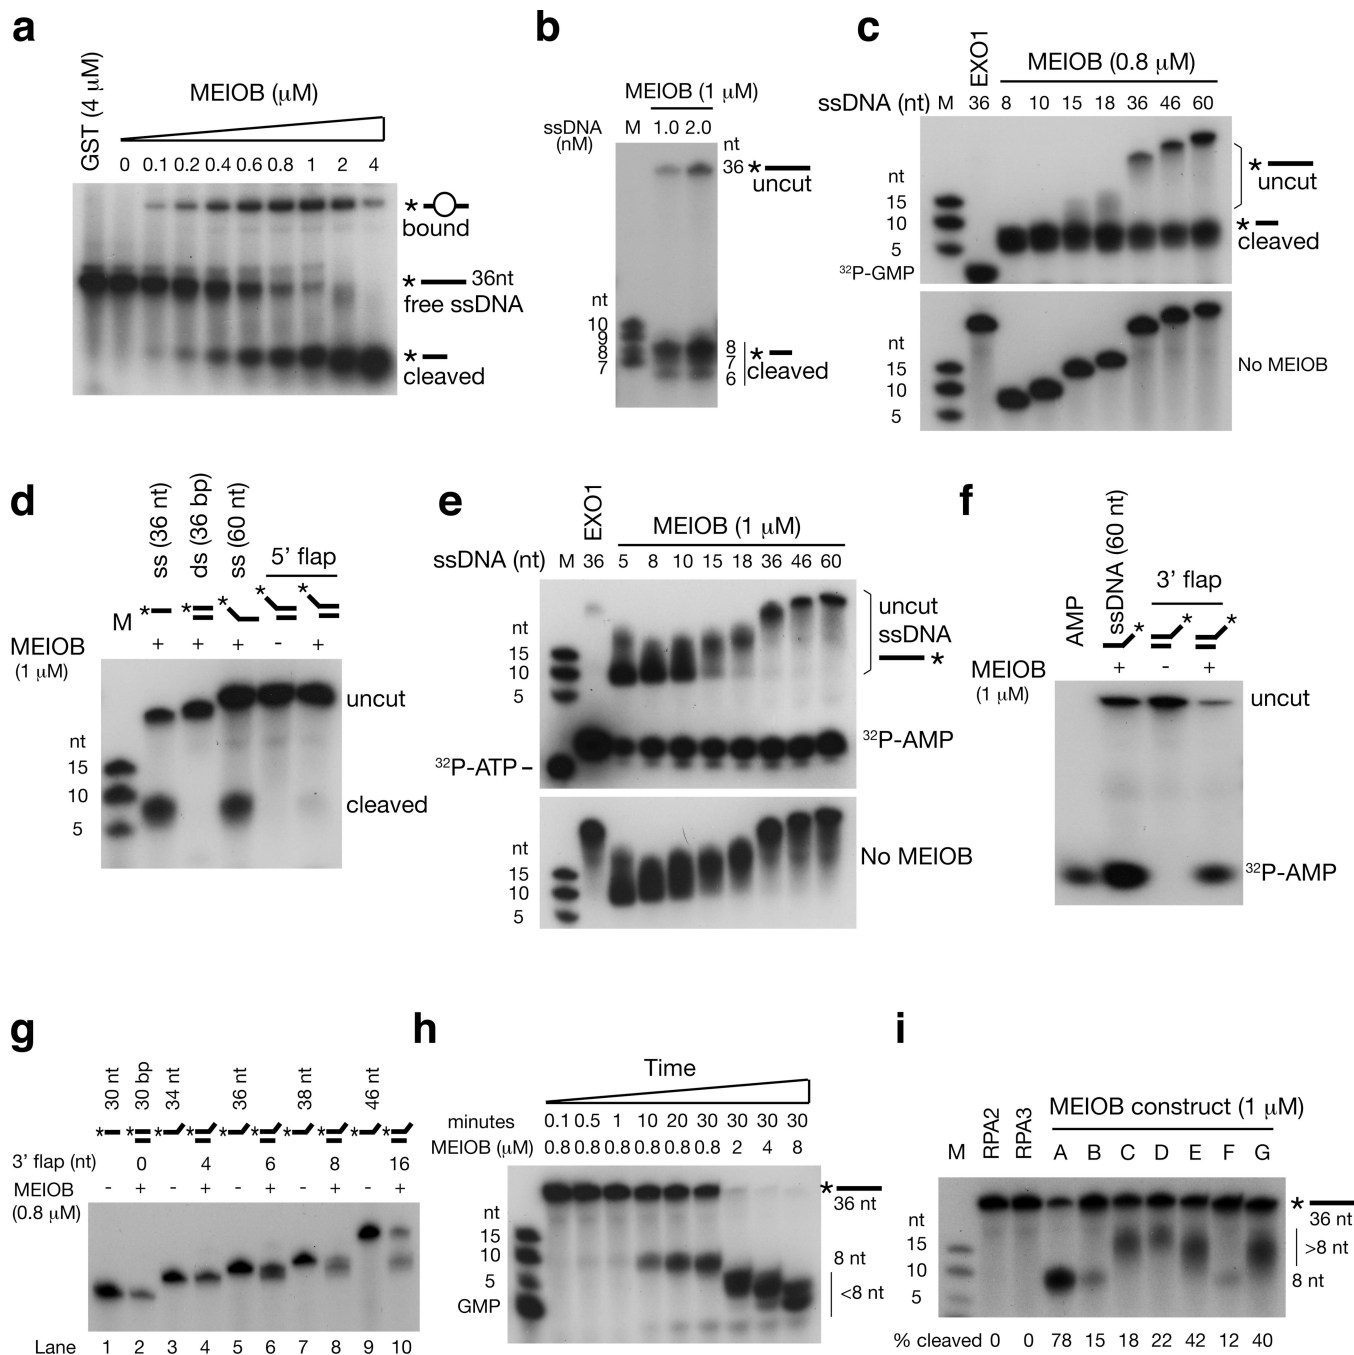 a
GST (4 μM)
MEIOB (μM)
0 0.1 0.2 0.4 0.6 0.8 1 2 4
*
bound
* 36nt
free ssDNA
*
cleaved
b
MEIOB (1 μM)
ssDNA (nM) M 1.0 2.0
nt
36 *
uncut
nt
10
9
8
7
8
7
6
*
cleaved
c
EXO1
MEIOB (0.8 μM)
ssDNA (nt) M 36 8 10 15 18 36 46 60
nt
15
10
5
32P-GMP
*
uncut
*
cleaved
nt
15
10
5
No MEIOB
d
ss (36 nt)
ds (36 bp)
ss (60 nt)
5’ flap
* * * * *
M
MEIOB + + + - +
(1 μM)
uncut
nt
15
10
5
cleaved
e
EXO1
MEIOB (1 μM)
ssDNA (nt) M 36 5 8 10 15 18 36 46 60
nt
15
10
5
uncut
ssDNA
*
32P-AMP
32P-ATP –
nt
15
10
5
No MEIOB
f
AMP
ssDNA (60 nt)
3’ flap
* * *
MEIOB + - +
(1 μM)
uncut
32P-AMP
g
30 nt
30 bp
34 nt
36 nt
38 nt
46 nt
* * * * * * * * * *
3’ flap (nt) 0 4 6 8 16
MEIOB - + - + - + - + - +
(0.8 μM)
Lane 1 2 3 4 5 6 7 8 9 10
h
Time
minutes 0.1 0.5 1 10 20 30 30 30 30
MEIOB (μM) 0.8 0.8 0.8 0.8 0.8 0.8 2 4 8
nt
15
10
5
GMP
*
36 nt
8 nt
<8 nt
i
RPA2
RPA3
MEIOB construct (1 μM)
M A B C D E F G
nt
15
10
5
*
36 nt
>8 nt
8 nt
% cleaved 0 0 78 15 18 22 42 12 40